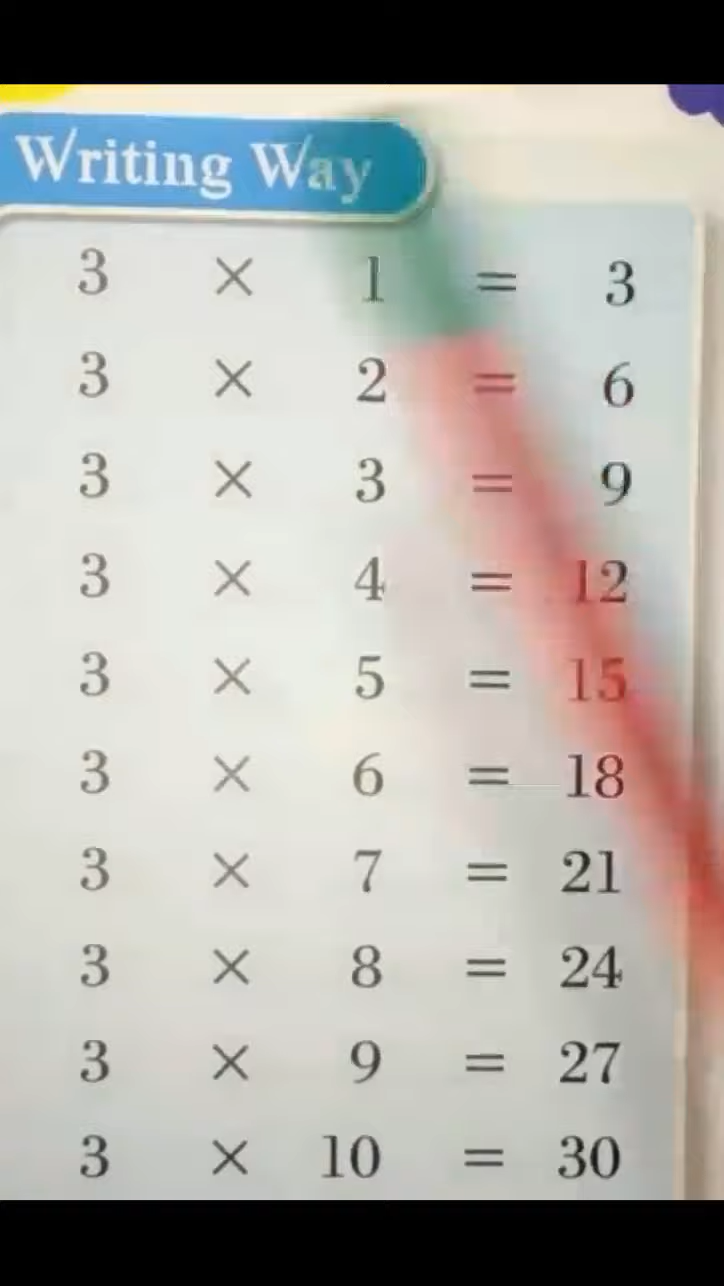 Writing Way
3 × 1 = 3
3 × 2 = 6
3 × 3 = 9
3 × 4 = 12
3 × 5 = 15
3 × 6 = 18
3 × 7 = 21
3 × 8 = 24
3 × 9 = 27
3 × 10 = 30